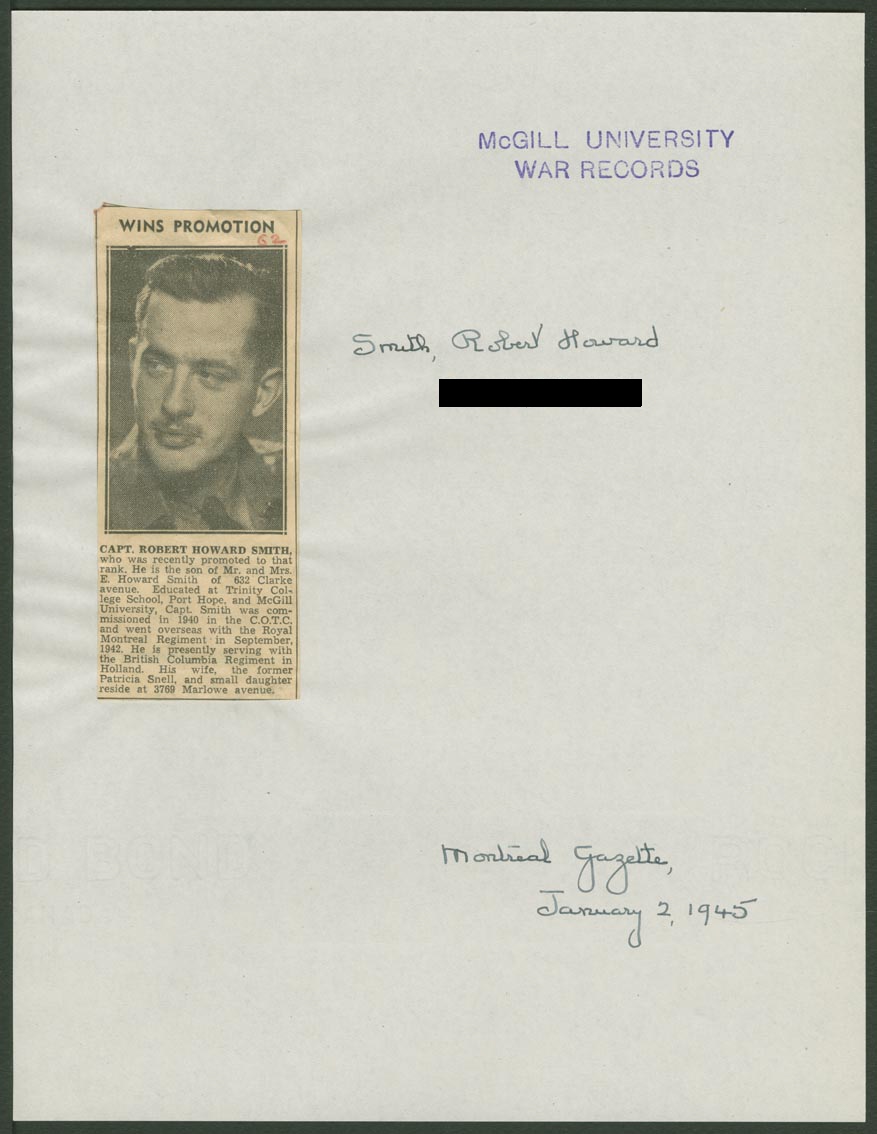 McGILL UNIVERSITY
WAR RECORDS
WINS PROMOTION
62
Smith, Robert Howard
CAPT. ROBERT HOWARD SMITH,
who was recently promoted to that
rank. He is the son of Mr. and Mrs.
E. Howard Smith of 632 Clarke
avenue. Educated at Trinity Col-
lege School, Port Hope, and McGill
University, Capt. Smith was com-
missioned in 1940 in the C.O.T.C.
and went overseas with the Royal
Montreal Regiment in September,
1942. He is presently serving with
the British Columbia Regiment in
Holland. His wife, the former
Patricia Snell, and small daughter
reside at 3769 Marlowe avenue.
Montreal Gazette,
January 2, 1945